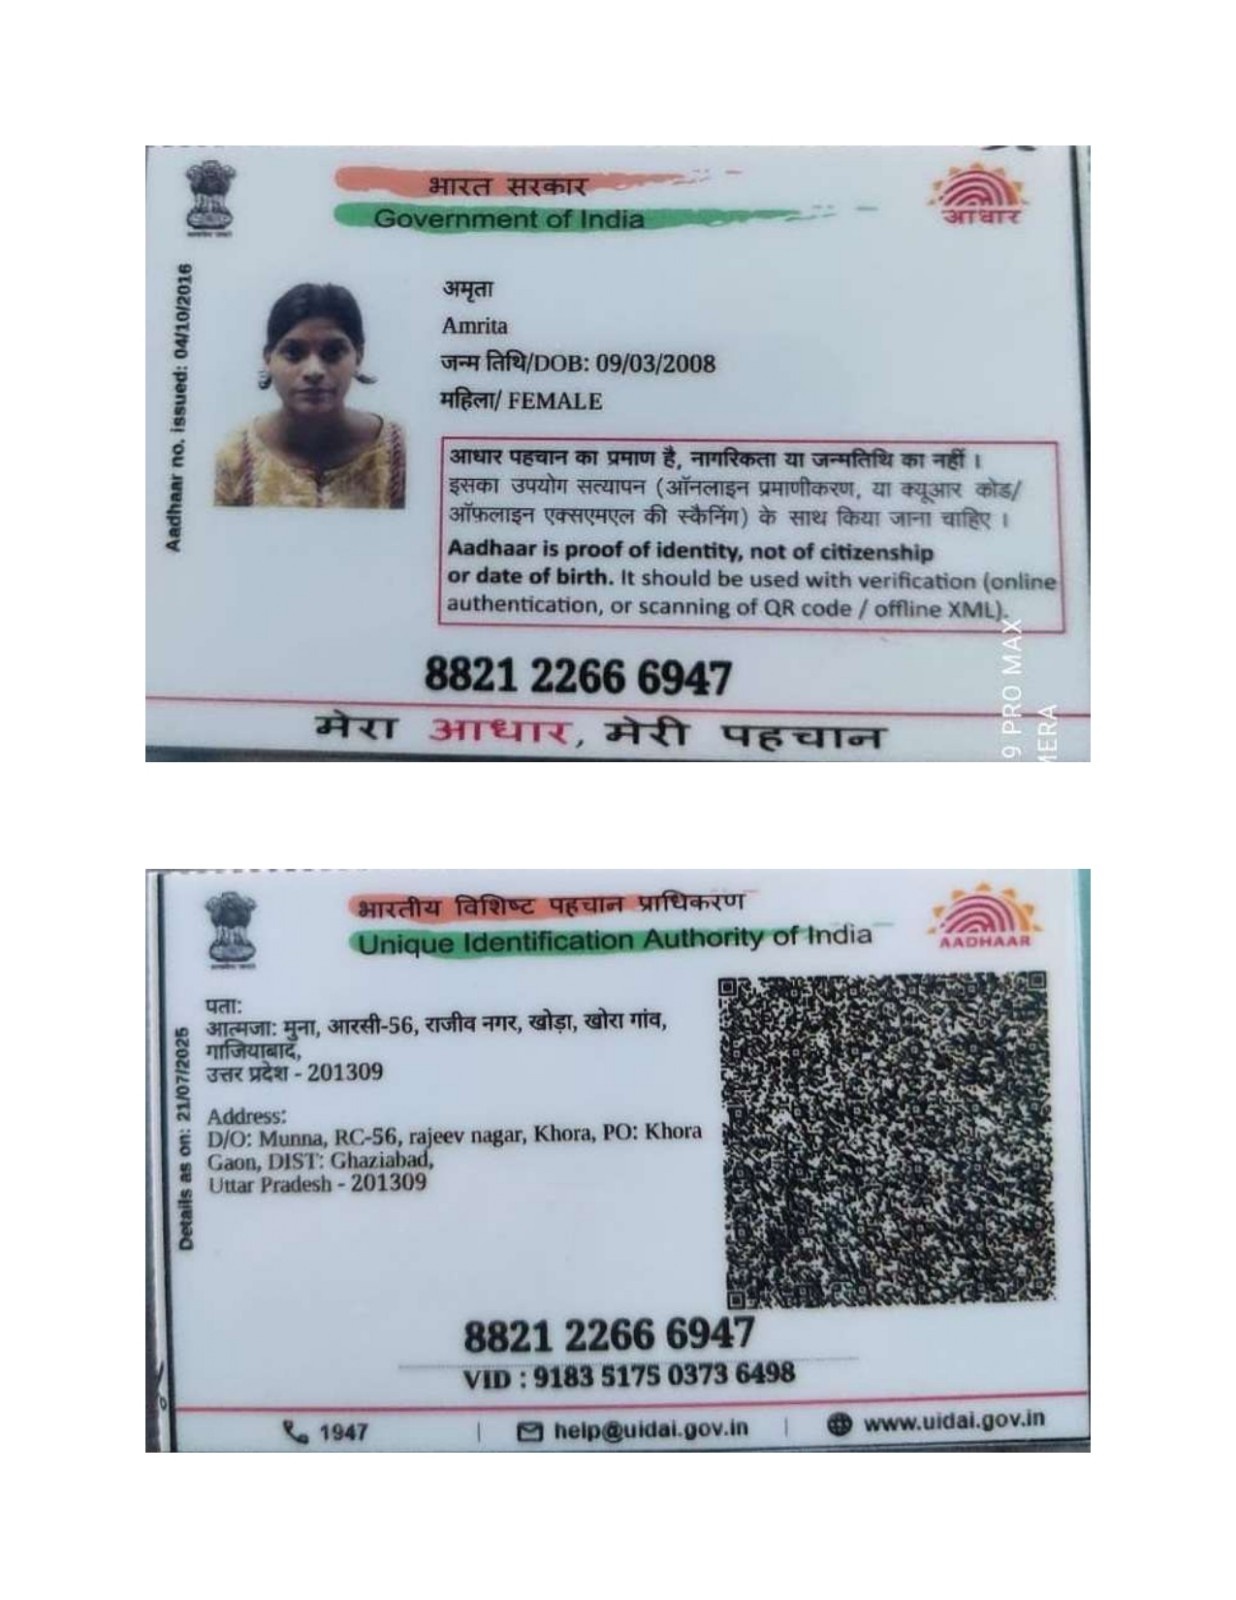 भारत सरकार
Government of India
आधार
Aadhaar no. issued: 04/10/2016
अमृता
Amrita
जन्म तिथि/DOB: 09/03/2008
महिला/ FEMALE
आधार पहचान का प्रमाण है, नागरिकता या जन्मतिथि का नहीं ।
इसका उपयोग सत्यापन (ऑनलाइन प्रमाणीकरण, या क्यूआर कोड/
ऑफ़लाइन एक्सएमएल की स्कैनिंग) के साथ किया जाना चाहिए ।
Aadhaar is proof of identity, not of citizenship
or date of birth. It should be used with verification (online
authentication, or scanning of QR code / offline XML).
8821 2266 6947
मेरा आधार, मेरी पहचान
9 PRO MAX
MERA
भारतीय विशिष्ट पहचान प्राधिकरण
Unique Identification Authority of India
AADHAAR
Details as on: 21/07/2025
पता:
आत्मजा: मुना, आरसी-56, राजीव नगर, खोड़ा, खोरा गांव,
गाजियाबाद,
उत्तर प्रदेश - 201309
Address:
D/O: Munna, RC-56, rajeev nagar, Khora, PO: Khora
Gaon, DIST: Ghaziabad,
Uttar Pradesh - 201309
8821 2266 6947
VID : 9183 5175 0373 6498
1947
help@uidai.gov.in
www.uidai.gov.in